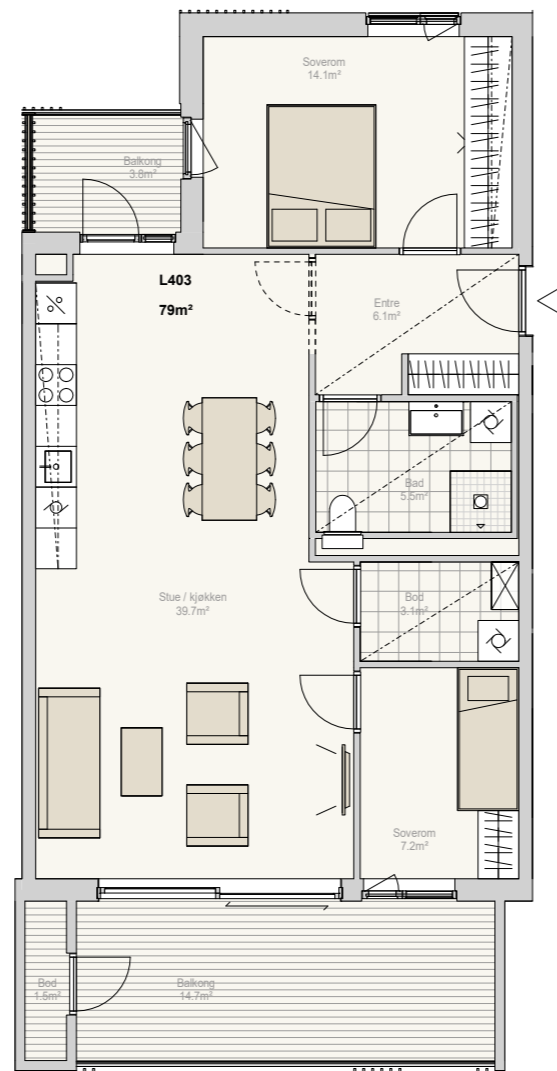 Soverom
14.1m²
Balkong
3.8m²
L403
79m²
Entre
6.1m²
Bad
5.5m²
Stue / kjøkken
39.7m²
Bod
3.1m²
Soverom
7.2m²
Bod
1.5m²
Balkong
14.7m²